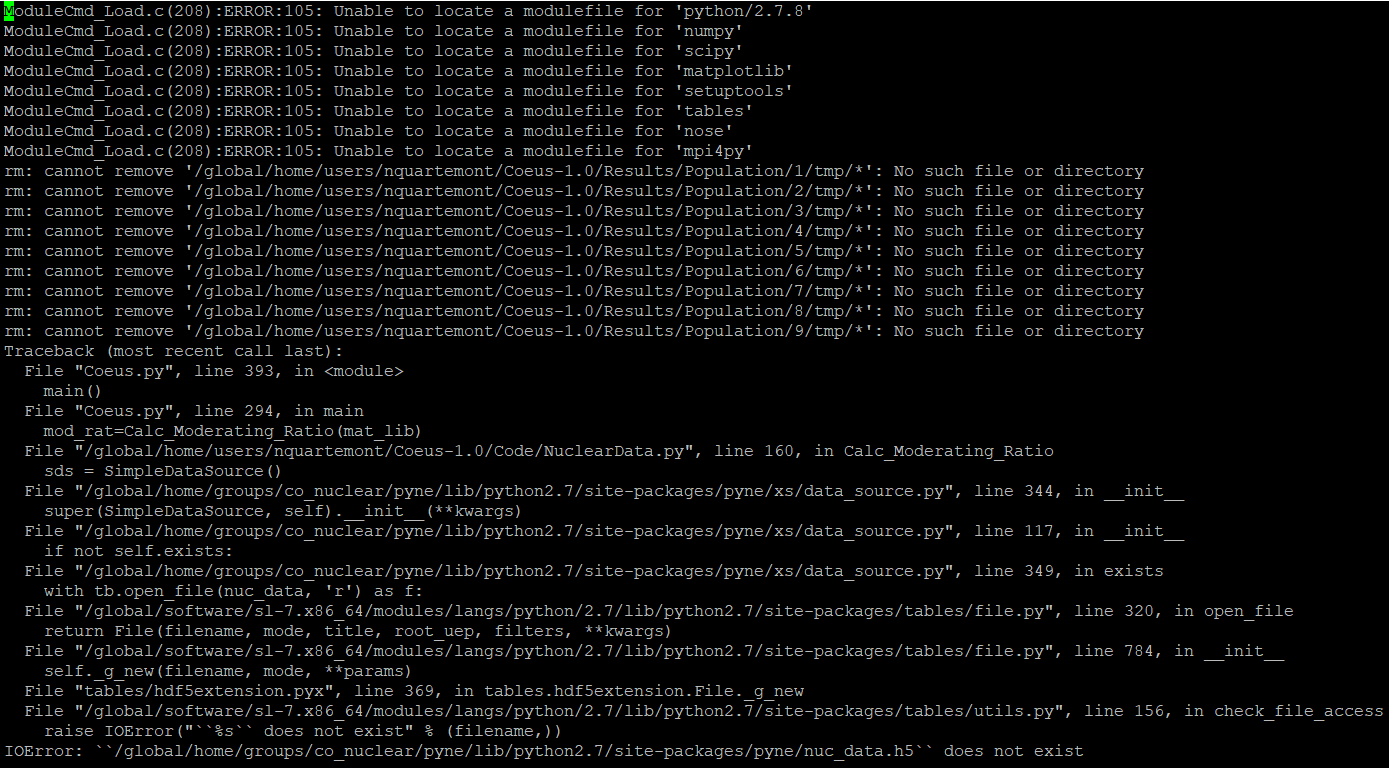 ModuleCmd_Load.c(208):ERROR:105: Unable to locate a modulefile for 'python/2.7.8'
ModuleCmd_Load.c(208):ERROR:105: Unable to locate a modulefile for 'numpy'
ModuleCmd_Load.c(208):ERROR:105: Unable to locate a modulefile for 'scipy'
ModuleCmd_Load.c(208):ERROR:105: Unable to locate a modulefile for 'matplotlib'
ModuleCmd_Load.c(208):ERROR:105: Unable to locate a modulefile for 'setuptools'
ModuleCmd_Load.c(208):ERROR:105: Unable to locate a modulefile for 'tables'
ModuleCmd_Load.c(208):ERROR:105: Unable to locate a modulefile for 'nose'
ModuleCmd_Load.c(208):ERROR:105: Unable to locate a modulefile for 'mpi4py'
rm: cannot remove '/global/home/users/nquartemont/Coeus-1.0/Results/Population/1/tmp/*': No such file or directory
rm: cannot remove '/global/home/users/nquartemont/Coeus-1.0/Results/Population/2/tmp/*': No such file or directory
rm: cannot remove '/global/home/users/nquartemont/Coeus-1.0/Results/Population/3/tmp/*': No such file or directory
rm: cannot remove '/global/home/users/nquartemont/Coeus-1.0/Results/Population/4/tmp/*': No such file or directory
rm: cannot remove '/global/home/users/nquartemont/Coeus-1.0/Results/Population/5/tmp/*': No such file or directory
rm: cannot remove '/global/home/users/nquartemont/Coeus-1.0/Results/Population/6/tmp/*': No such file or directory
rm: cannot remove '/global/home/users/nquartemont/Coeus-1.0/Results/Population/7/tmp/*': No such file or directory
rm: cannot remove '/global/home/users/nquartemont/Coeus-1.0/Results/Population/8/tmp/*': No such file or directory
rm: cannot remove '/global/home/users/nquartemont/Coeus-1.0/Results/Population/9/tmp/*': No such file or directory
Traceback (most recent call last):
  File "Coeus.py", line 393, in <module>
    main()
  File "Coeus.py", line 294, in main
    mod_rat=Calc_Moderating_Ratio(mat_lib)
  File "/global/home/users/nquartemont/Coeus-1.0/Code/NuclearData.py", line 160, in Calc_Moderating_Ratio
    sds = SimpleDataSource()
  File "/global/home/groups/co_nuclear/pyne/lib/python2.7/site-packages/pyne/xs/data_source.py", line 344, in __init__
    super(SimpleDataSource, self).__init__(**kwargs)
  File "/global/home/groups/co_nuclear/pyne/lib/python2.7/site-packages/pyne/xs/data_source.py", line 117, in __init__
    if not self.exists:
  File "/global/home/groups/co_nuclear/pyne/lib/python2.7/site-packages/pyne/xs/data_source.py", line 349, in exists
    with tb.open_file(nuc_data, 'r') as f:
  File "/global/software/sl-7.x86_64/modules/langs/python/2.7/lib/python2.7/site-packages/tables/file.py", line 320, in open_file
    return File(filename, mode, title, root_uep, filters, **kwargs)
  File "/global/software/sl-7.x86_64/modules/langs/python/2.7/lib/python2.7/site-packages/tables/file.py", line 784, in __init__
    self._g_new(filename, mode, **params)
  File "tables/hdf5extension.pyx", line 369, in tables.hdf5extension.File._g_new
  File "/global/software/sl-7.x86_64/modules/langs/python/2.7/lib/python2.7/site-packages/tables/utils.py", line 156, in check_file_access
    raise IOError("``%s`` does not exist" % (filename,))
IOError: ``/global/home/groups/co_nuclear/pyne/lib/python2.7/site-packages/pyne/nuc_data.h5`` does not exist